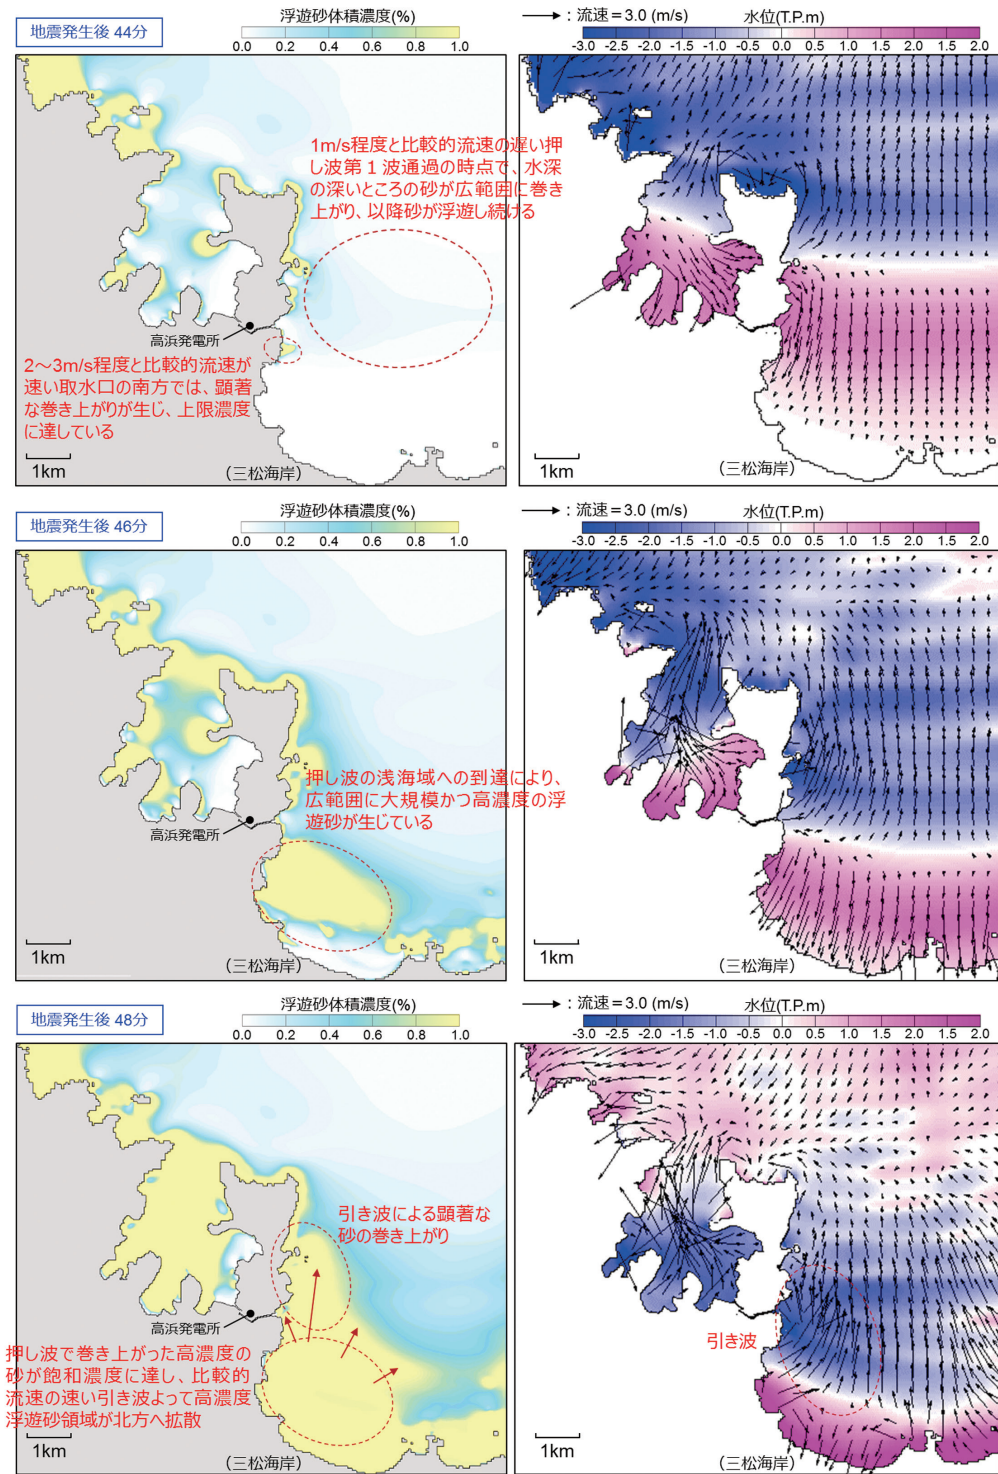 地震発生後 44分
浮遊砂体積濃度(%)
0.0 0.2 0.4 0.6 0.8 1.0
：流速＝3.0 (m/s)
水位(T.P.m)
-3.0 -2.5 -2.0 -1.5 -1.0 -0.5 0.0 0.5 1.0 1.5 2.0
1m/s程度と比較的流速の遅い押
し波第１波通過の時点で、水深
の深いところの砂が広範囲に巻き
上がり、以降砂が浮遊し続ける
高浜発電所
2～3m/s程度と比較的流速が
速い取水口の南方では、顕著
な巻き上がりが生じ、上限濃度
に達している
1km
(三松海岸)
1km
(三松海岸)
地震発生後 46分
浮遊砂体積濃度(%)
0.0 0.2 0.4 0.6 0.8 1.0
：流速＝3.0 (m/s)
水位(T.P.m)
-3.0 -2.5 -2.0 -1.5 -1.0 -0.5 0.0 0.5 1.0 1.5 2.0
押し波の浅海域への到達により、
広範囲に大規模かつ高濃度の浮
遊砂が生じている
高浜発電所
1km
(三松海岸)
1km
(三松海岸)
地震発生後 48分
浮遊砂体積濃度(%)
0.0 0.2 0.4 0.6 0.8 1.0
：流速＝3.0 (m/s)
水位(T.P.m)
-3.0 -2.5 -2.0 -1.5 -1.0 -0.5 0.0 0.5 1.0 1.5 2.0
引き波による顕著な
砂の巻き上がり
高浜発電所
押し波で巻き上がった高濃度の
砂が飽和濃度に達し、比較的
流速の速い引き波よって高濃度
浮遊砂領域が北方へ拡散
1km
(三松海岸)
引き波
1km
(三松海岸)